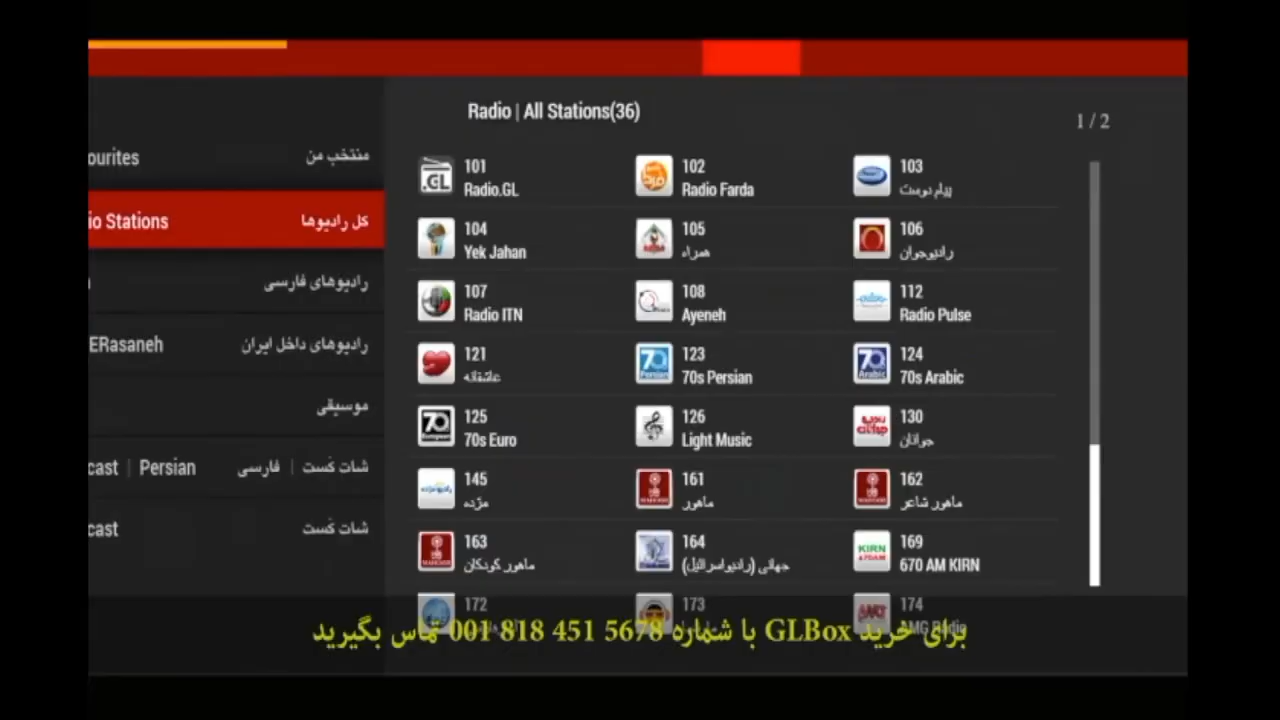 Radio | All Stations(36)
1 / 2
ourites منتخب من
io Stations کل رادیوها
رادیوهای فارسی
ERasaneh رادیوهای داخل ایران
موسیقی
cast | Persian شات کَست | فارسی
cast شات کَست
101 Radio.GL
102 Radio Farda
103 پیام دوست
104 Yek Jahan
105 همراه
106 رادیوجوان
107 Radio ITN
108 Ayeneh
112 Radio Pulse
121 عاشقانه
123 70s Persian
124 70s Arabic
125 70s Euro
126 Light Music
130 جوانان
145 مژده
161 ماهور
162 ماهور شاعر
163 ماهور کودکان
164 جهانی (رادیواسرائیل)
169 670 AM KIRN
172
173
174 AMG Radio
برای خرید GLBox با شماره 5678 451 818 001 تماس بگیرید